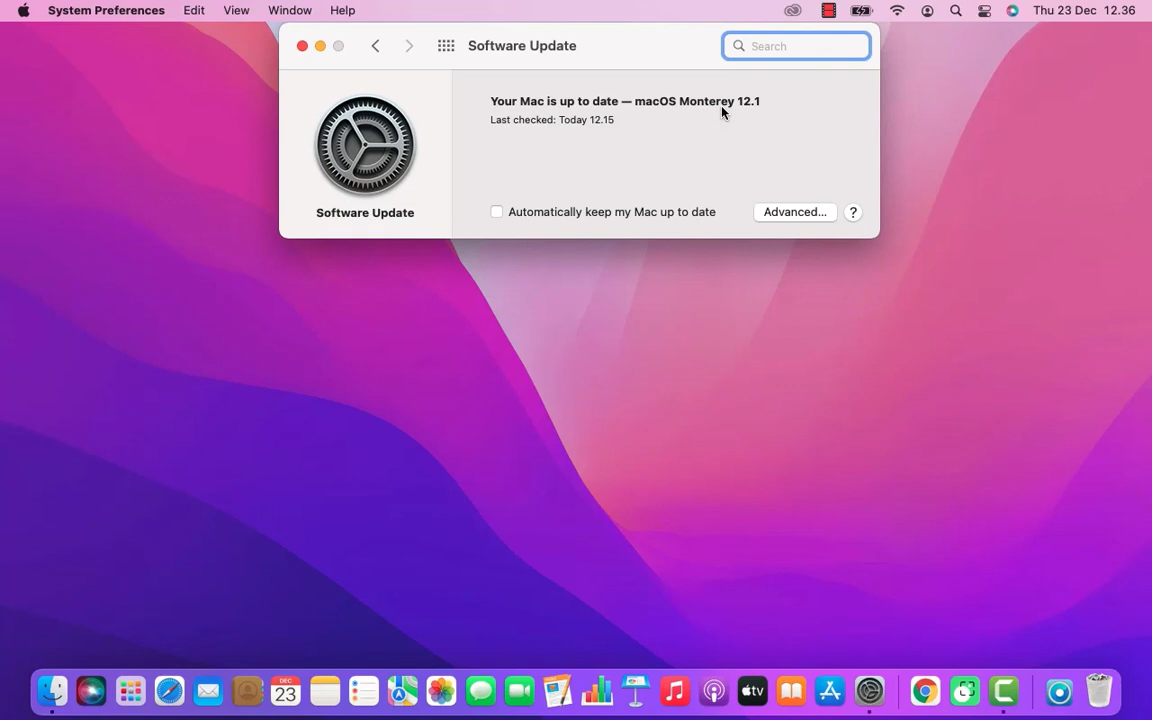 System Preferences Edit View Window Help Thu 23 Dec 12.36
Software Update
Search
Your Mac is up to date — macOS Monterey 12.1
Last checked: Today 12.15
Software Update
Automatically keep my Mac up to date
Advanced... ?
DEC
23
tv